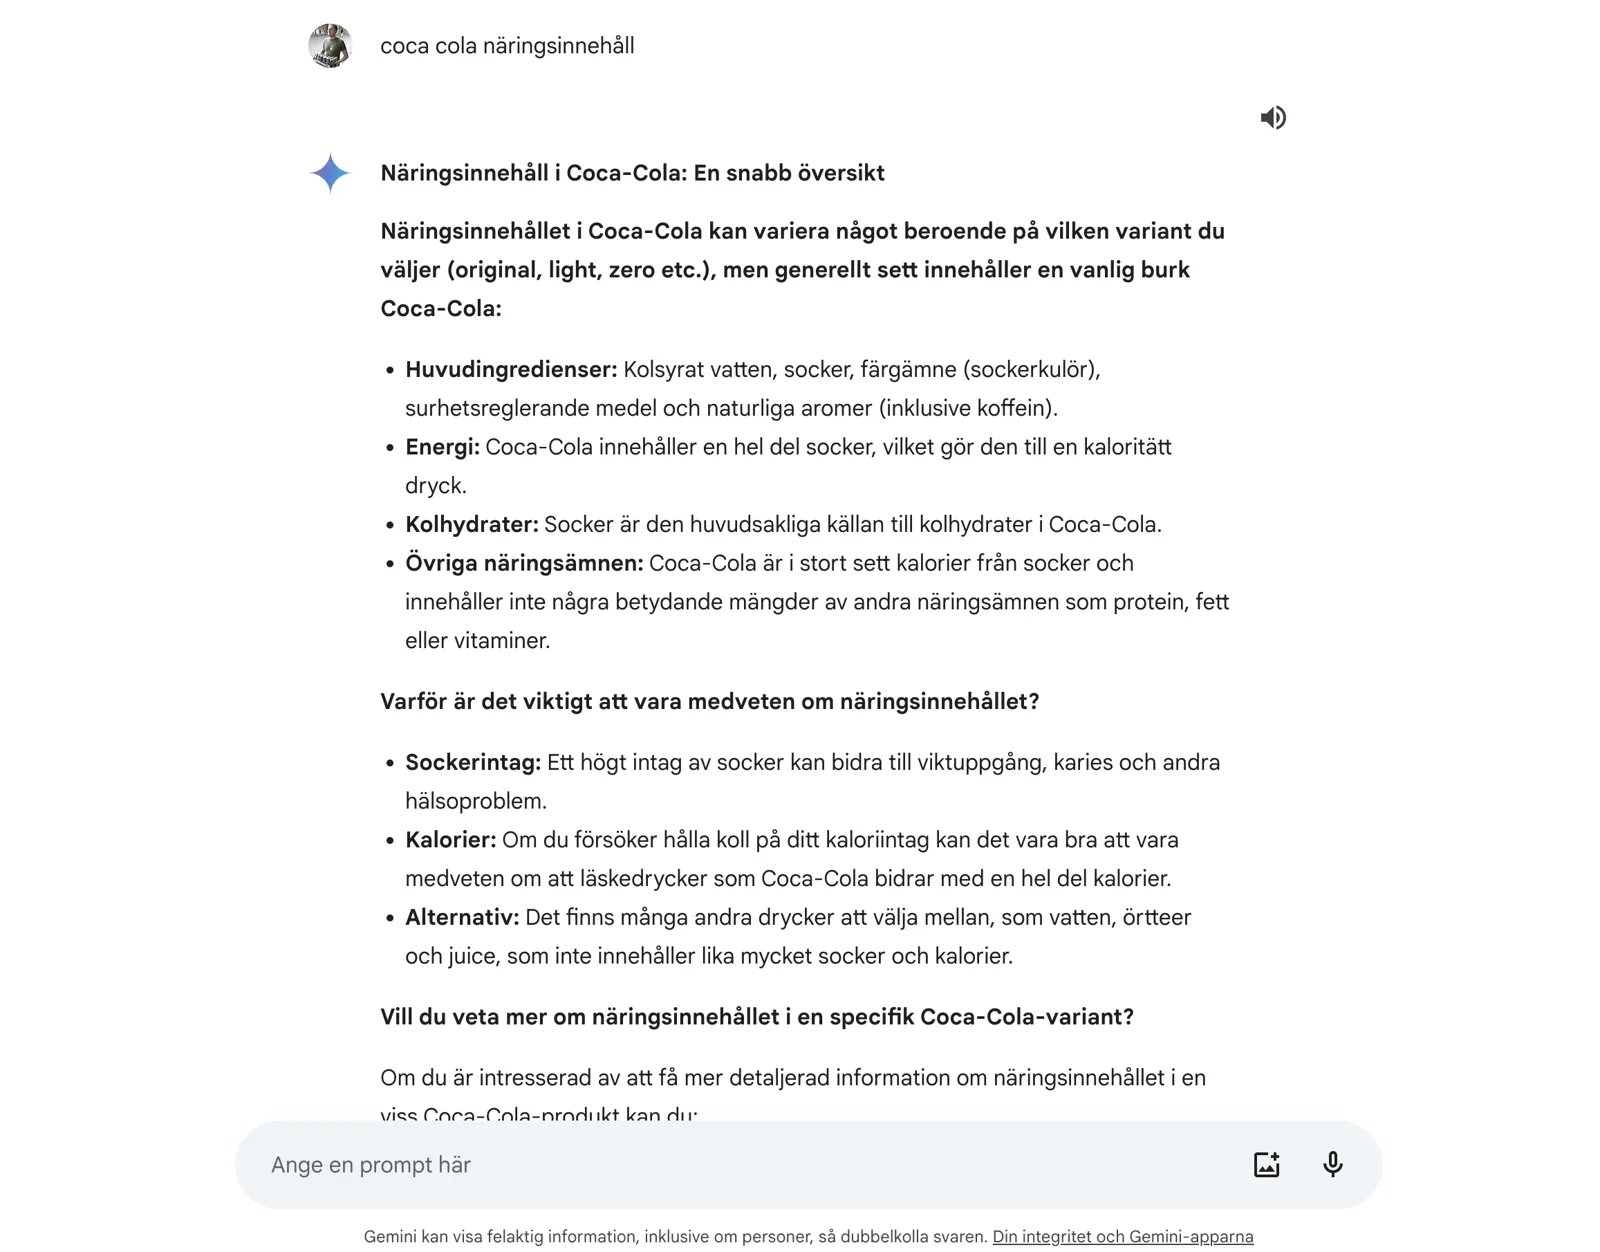 coca cola näringsinnehåll
Näringsinnehåll i Coca-Cola: En snabb översikt
Näringsinnehållet i Coca-Cola kan variera något beroende på vilken variant du
väljer (original, light, zero etc.), men generellt sett innehåller en vanlig burk
Coca-Cola:
• Huvudingredienser: Kolsyrat vatten, socker, färgämne (sockerkulör),
surhetsreglerande medel och naturliga aromer (inklusive koffein).
• Energi: Coca-Cola innehåller en hel del socker, vilket gör den till en kaloritätt
dryck.
• Kolhydrater: Socker är den huvudsakliga källan till kolhydrater i Coca-Cola.
• Övriga näringsämnen: Coca-Cola är i stort sett kalorier från socker och
innehåller inte några betydande mängder av andra näringsämnen som protein, fett
eller vitaminer.
Varför är det viktigt att vara medveten om näringsinnehållet?
• Sockerintag: Ett högt intag av socker kan bidra till viktuppgång, karies och andra
hälsoproblem.
• Kalorier: Om du försöker hålla koll på ditt kaloriintag kan det vara bra att vara
medveten om att läskedrycker som Coca-Cola bidrar med en hel del kalorier.
• Alternativ: Det finns många andra drycker att välja mellan, som vatten, örtteer
och juice, som inte innehåller lika mycket socker och kalorier.
Vill du veta mer om näringsinnehållet i en specifik Coca-Cola-variant?
Om du är intresserad av att få mer detaljerad information om näringsinnehållet i en
viss Coca-Cola-produkt kan du:
Ange en prompt här
Gemini kan visa felaktig information, inklusive om personer, så dubbelkolla svaren. Din integritet och Gemini-apparna